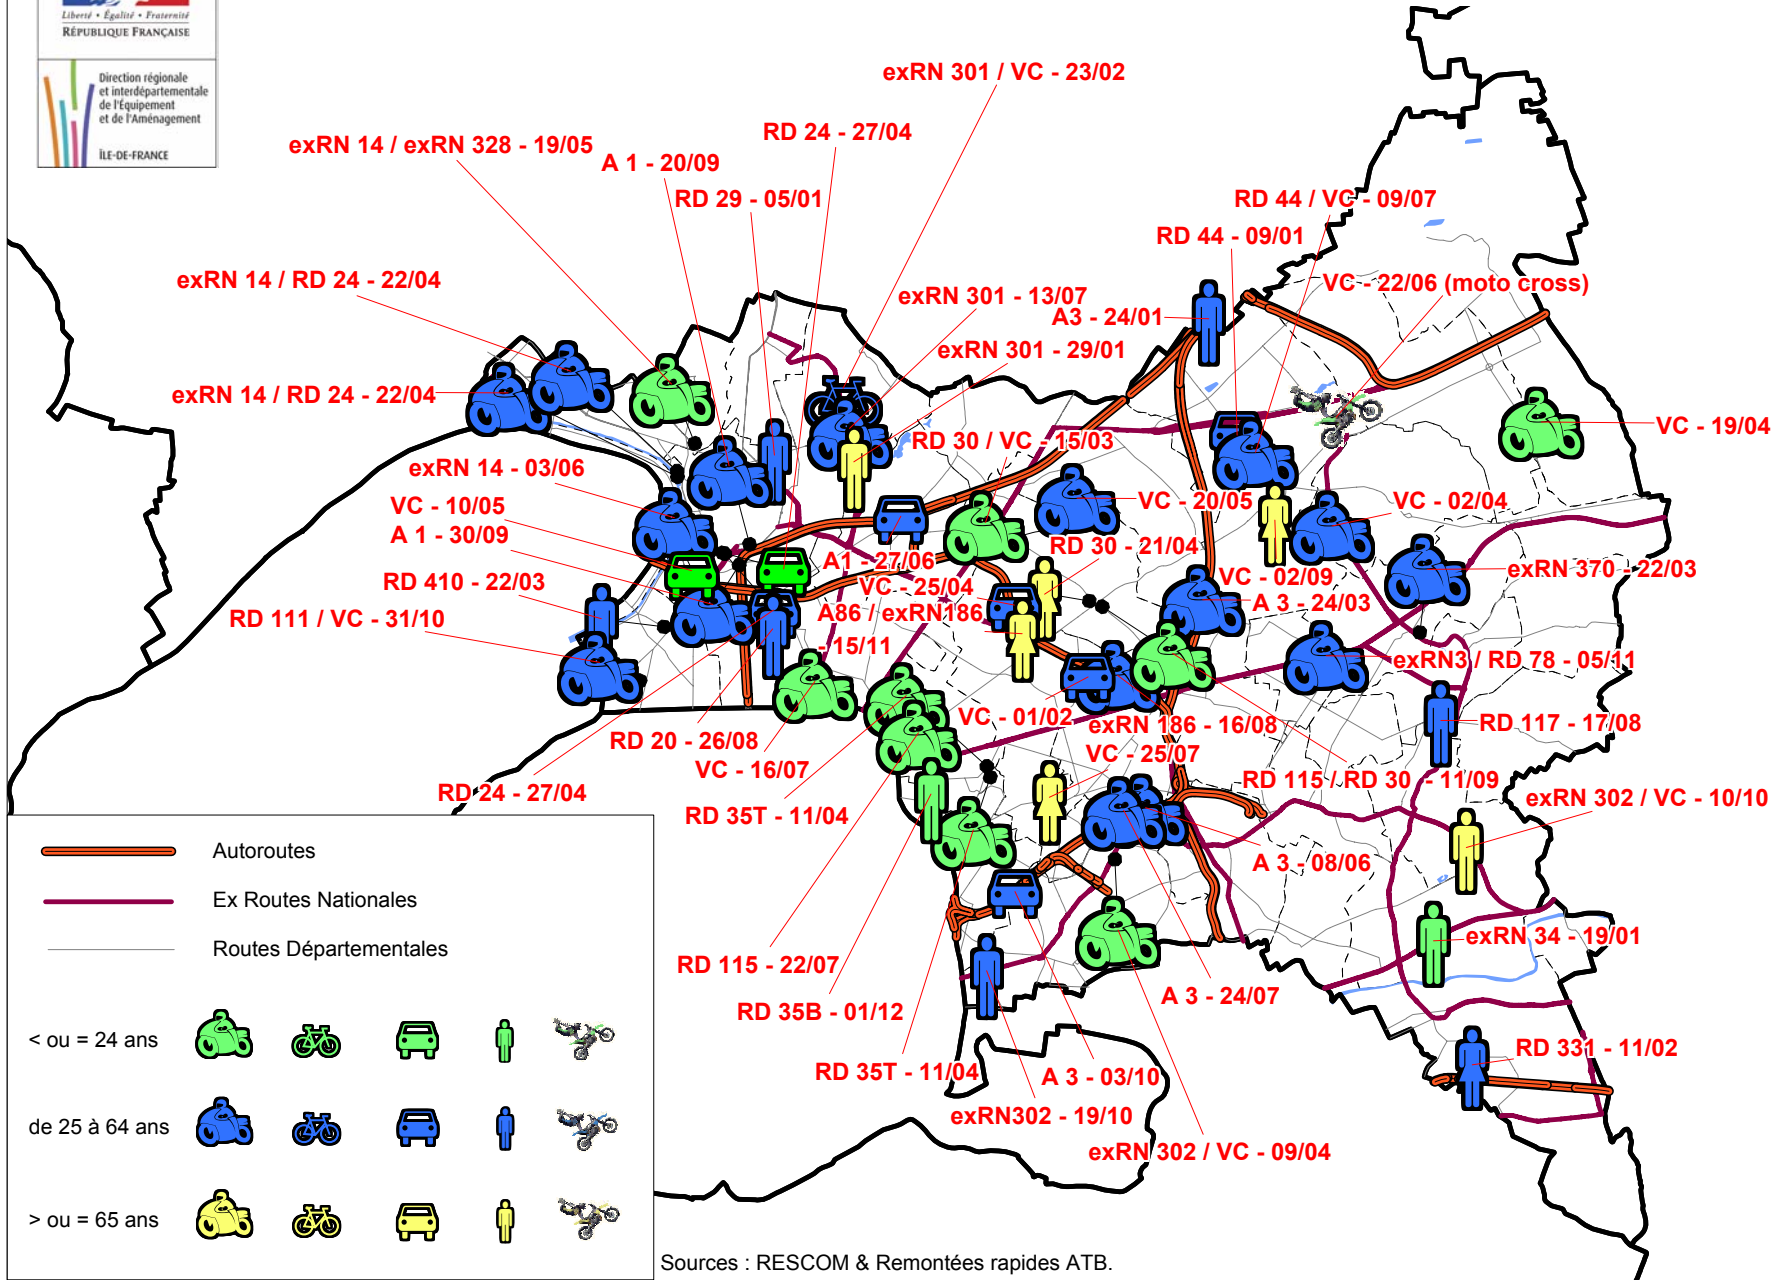 Liberté • Égalité • Fraternité
RÉPUBLIQUE FRANÇAISE
Direction régionale
et interdépartementale
de l'Équipement
et de l'Aménagement
ÎLE-DE-FRANCE
exRN 301 / VC - 23/02
RD 24 - 27/04
exRN 14 / exRN 328 - 19/05
A 1 - 20/09
RD 29 - 05/01
RD 44 / VC - 09/07
RD 44 - 09/01
exRN 14 / RD 24 - 22/04
VC - 22/06 (moto cross)
exRN 301 - 13/07
A3 - 24/01
exRN 301 - 29/01
exRN 14 / RD 24 - 22/04
VC - 19/04
RD 30 / VC - 15/03
exRN 14 - 03/06
VC - 20/05
VC - 02/04
VC - 10/05
A 1 - 30/09
RD 30 - 21/04
A1 - 27/06
exRN 370 - 22/03
RD 410 - 22/03
VC - 25/04
VC - 02/09
A 3 - 24/03
RD 111 / VC - 31/10
A86 / exRN186
- 15/11
exRN3 / RD 78 - 05/11
VC - 01/02
exRN 186 - 16/08
RD 117 - 17/08
RD 20 - 26/08
VC - 16/07
VC - 25/07
RD 24 - 27/04
RD 115 / RD 30 - 11/09
exRN 302 / VC - 10/10
RD 35T - 11/04
A 3 - 08/06
exRN 34 - 19/01
RD 115 - 22/07
A 3 - 24/07
RD 35B - 01/12
RD 331 - 11/02
RD 35T - 11/04
A 3 - 03/10
exRN302 - 19/10
exRN 302 / VC - 09/04
Autoroutes
Ex Routes Nationales
Routes Départementales
< ou = 24 ans
de 25 à 64 ans
> ou = 65 ans
Sources : RESCOM & Remontées rapides ATB.